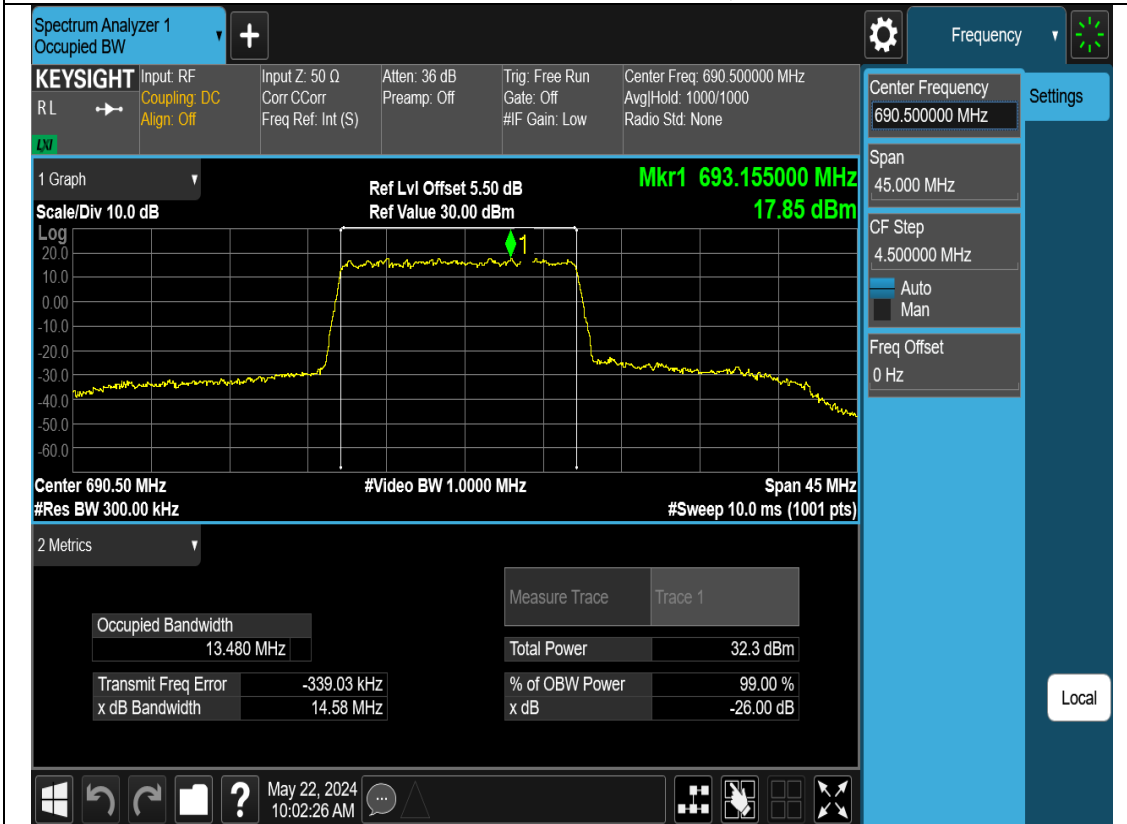 Spectrum Analyzer 1
Occupied BW
+
Frequency
KEYSIGHT
R L
LXI
Input: RF
Coupling: DC
Align: Off
Input Z: 50 Ω
Corr CCorr
Freq Ref: Int (S)
Atten: 36 dB
Preamp: Off
Trig: Free Run
Gate: Off
#IF Gain: Low
Center Freq: 690.500000 MHz
Avg|Hold: 1000/1000
Radio Std: None
Center Frequency
690.500000 MHz
Settings
Span
45.000 MHz
CF Step
4.500000 MHz
Auto
Man
Freq Offset
0 Hz
Local
1 Graph
Scale/Div 10.0 dB
Ref Lvl Offset 5.50 dB
Ref Value 30.00 dBm
Mkr1 693.155000 MHz
17.85 dBm
Log
20.0
10.0
0.00
-10.0
-20.0
-30.0
-40.0
-50.0
-60.0
1
Center 690.50 MHz
#Res BW 300.00 kHz
#Video BW 1.0000 MHz
Span 45 MHz
#Sweep 10.0 ms (1001 pts)
2 Metrics
Measure Trace Trace 1
Occupied Bandwidth
13.480 MHz
Total Power 32.3 dBm
Transmit Freq Error -339.03 kHz
% of OBW Power 99.00 %
x dB Bandwidth 14.58 MHz
x dB -26.00 dB
?
May 22, 2024
10:02:26 AM